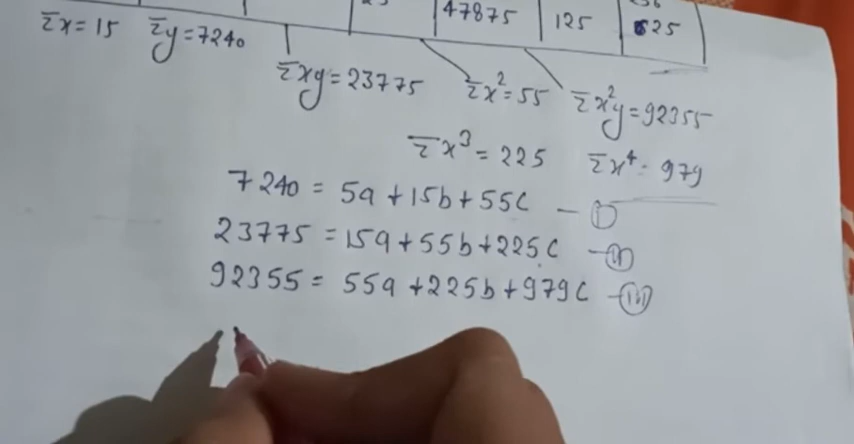 47875 125 625
Σx=15 Σy=7240
Σxy=23775 Σx²=55 Σx²y=92355
Σx³=225 Σx⁴=979
7240 = 5a+15b+55c — (i)
23775 = 15a+55b+225c — (ii)
92355 = 55a+225b+979c — (iii)